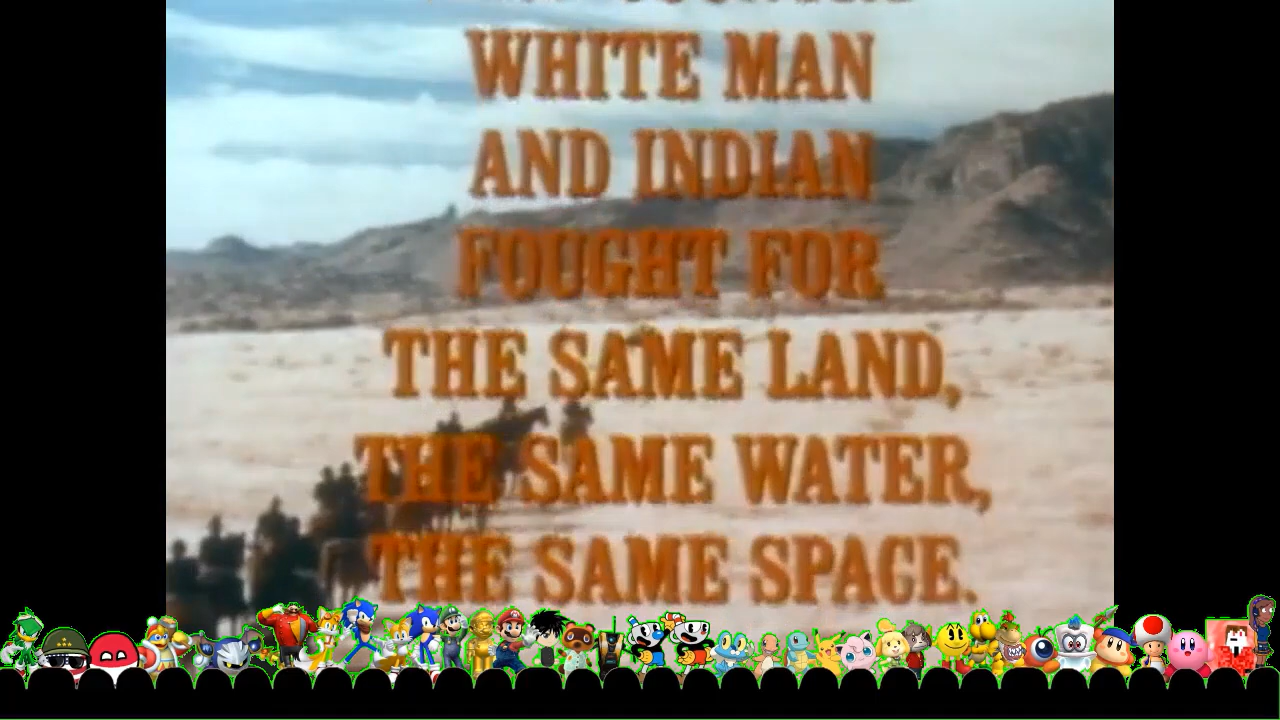 WHITE MAN
AND INDIAN
FOUGHT FOR
THE SAME LAND,
THE SAME WATER,
THE SAME SPACE.